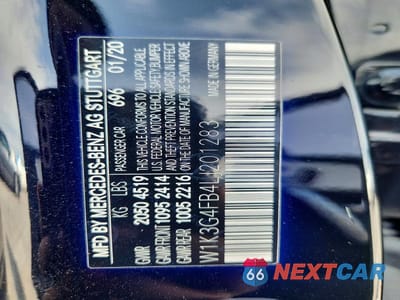 MFD BY MERCEDES-BENZ AG STUTTGART
PASSENGER CAR 696 01/20
KG LBS
GVWR 2050 4519
GAWR FRONT 1095 2414
GAWR REAR 1005 2216
THIS VEHICLE CONFORMS TO ALL APPLICABLE
U.S. FEDERAL MOTOR VEHICLE SAFETY, BUMPER
AND THEFT PREVENTION STANDARDS IN EFFECT
ON THE DATE OF MANUFACTURE SHOWN ABOVE.
W1K3G4FB4LJ201283
MADE IN GERMANY
66 NEXTCAR